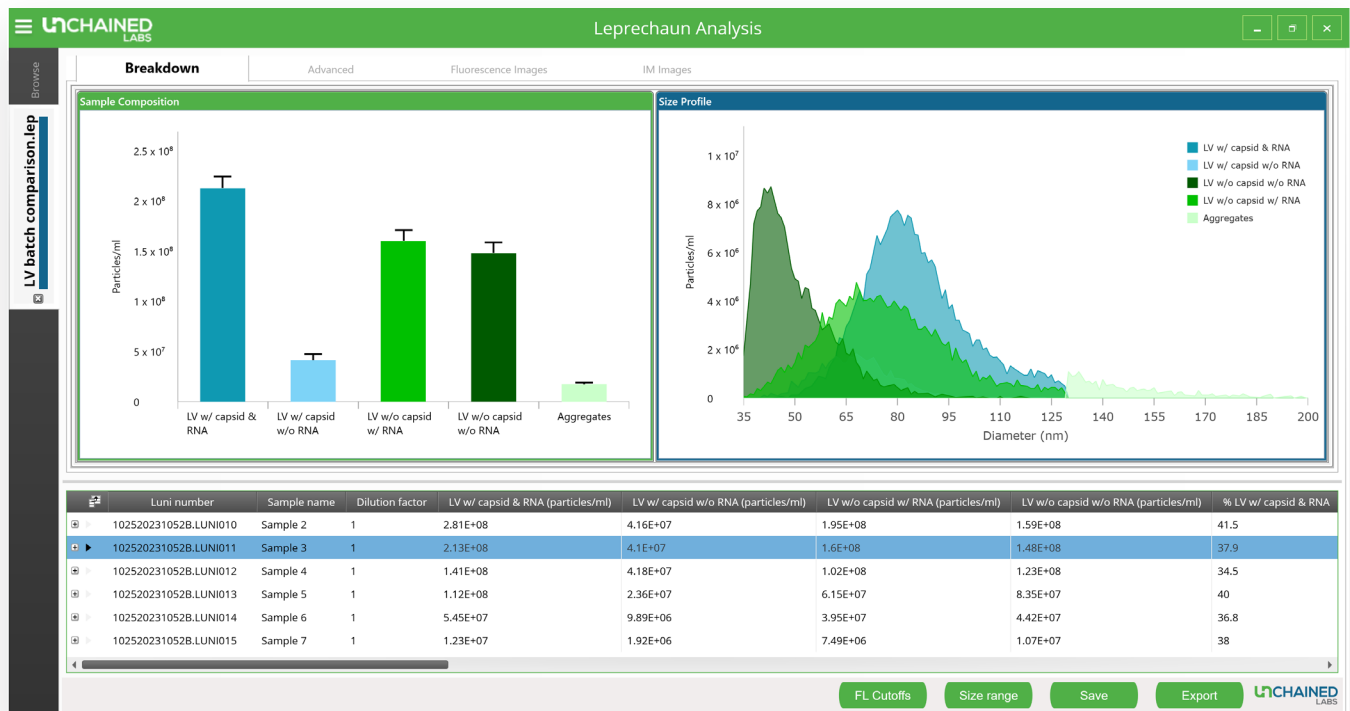 UNCHAINED
LABS
Leprechaun Analysis
Browse
LV batch comparison.lep
Breakdown
Advanced
Fluorescence Images
IM Images
Sample Composition
Particles/ml
2.5 x 10⁸
2 x 10⁸
1.5 x 10⁸
1 x 10⁸
5 x 10⁷
0
LV w/ capsid &
RNA
LV w/ capsid
w/o RNA
LV w/o capsid
w/ RNA
LV w/o capsid
w/o RNA
Aggregates
Size Profile
Particles/ml
1 x 10⁷
8 x 10⁶
6 x 10⁶
4 x 10⁶
2 x 10⁶
0
35 50 65 80 95 110 125 140 155 170 185 200
Diameter (nm)
LV w/ capsid & RNA
LV w/ capsid w/o RNA
LV w/o capsid w/o RNA
LV w/o capsid w/ RNA
Aggregates
Luni number Sample name Dilution factor LV w/ capsid & RNA (particles/ml) LV w/ capsid w/o RNA (particles/ml) LV w/o capsid w/ RNA (particles/ml) LV w/o capsid w/o RNA (particles/ml) % LV w/ capsid & RNA
102520231052B.LUNI010 Sample 2 1 2.81E+08 4.16E+07 1.95E+08 1.59E+08 41.5
102520231052B.LUNI011 Sample 3 1 2.13E+08 4.1E+07 1.6E+08 1.48E+08 37.9
102520231052B.LUNI012 Sample 4 1 1.41E+08 4.18E+07 1.02E+08 1.23E+08 34.5
102520231052B.LUNI013 Sample 5 1 1.12E+08 2.36E+07 6.15E+07 8.35E+07 40
102520231052B.LUNI014 Sample 6 1 5.45E+07 9.89E+06 3.95E+07 4.42E+07 36.8
102520231052B.LUNI015 Sample 7 1 1.23E+07 1.92E+06 7.49E+06 1.07E+07 38
FL Cutoffs
Size range
Save
Export
UNCHAINED
LABS